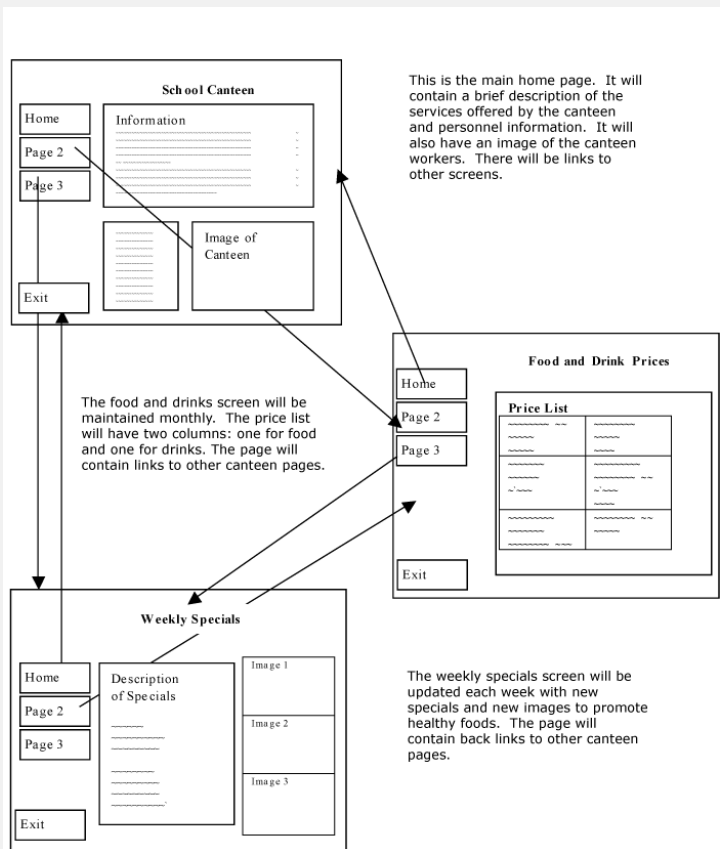 School Canteen
Home
Page 2
Page 3
Exit
Information
Image of
Canteen
This is the main home page. It will
contain a brief description of the
services offered by the canteen
and personnel information. It will
also have an image of the canteen
workers. There will be links to
other screens.
Food and Drink Prices
Home
Page 2
Page 3
Exit
Price List
The food and drinks screen will be
maintained monthly. The price list
will have two columns: one for food
and one for drinks. The page will
contain links to other canteen pages.
Weekly Specials
Home
Page 2
Page 3
Exit
Description
of Specials
Image 1
Image 2
Image 3
The weekly specials screen will be
updated each week with new
specials and new images to promote
healthy foods. The page will
contain back links to other canteen
pages.